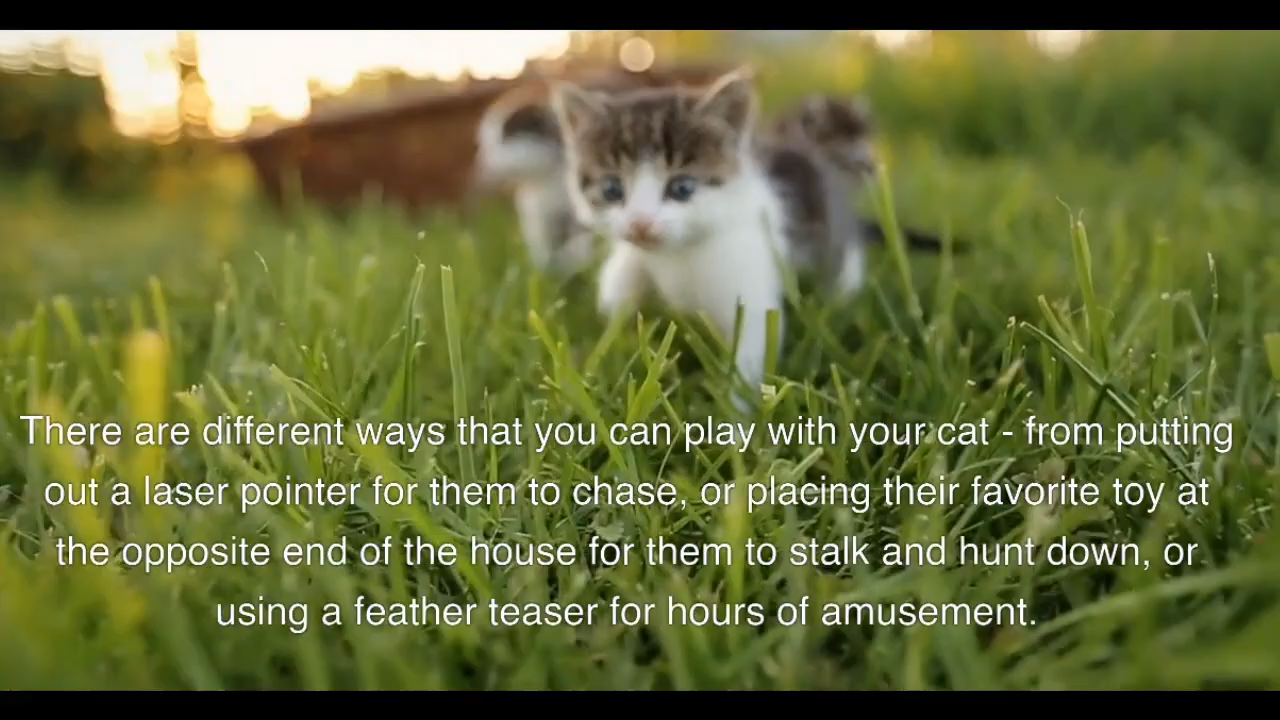 There are different ways that you can play with your cat - from putting
out a laser pointer for them to chase, or placing their favorite toy at
the opposite end of the house for them to stalk and hunt down, or
using a feather teaser for hours of amusement.